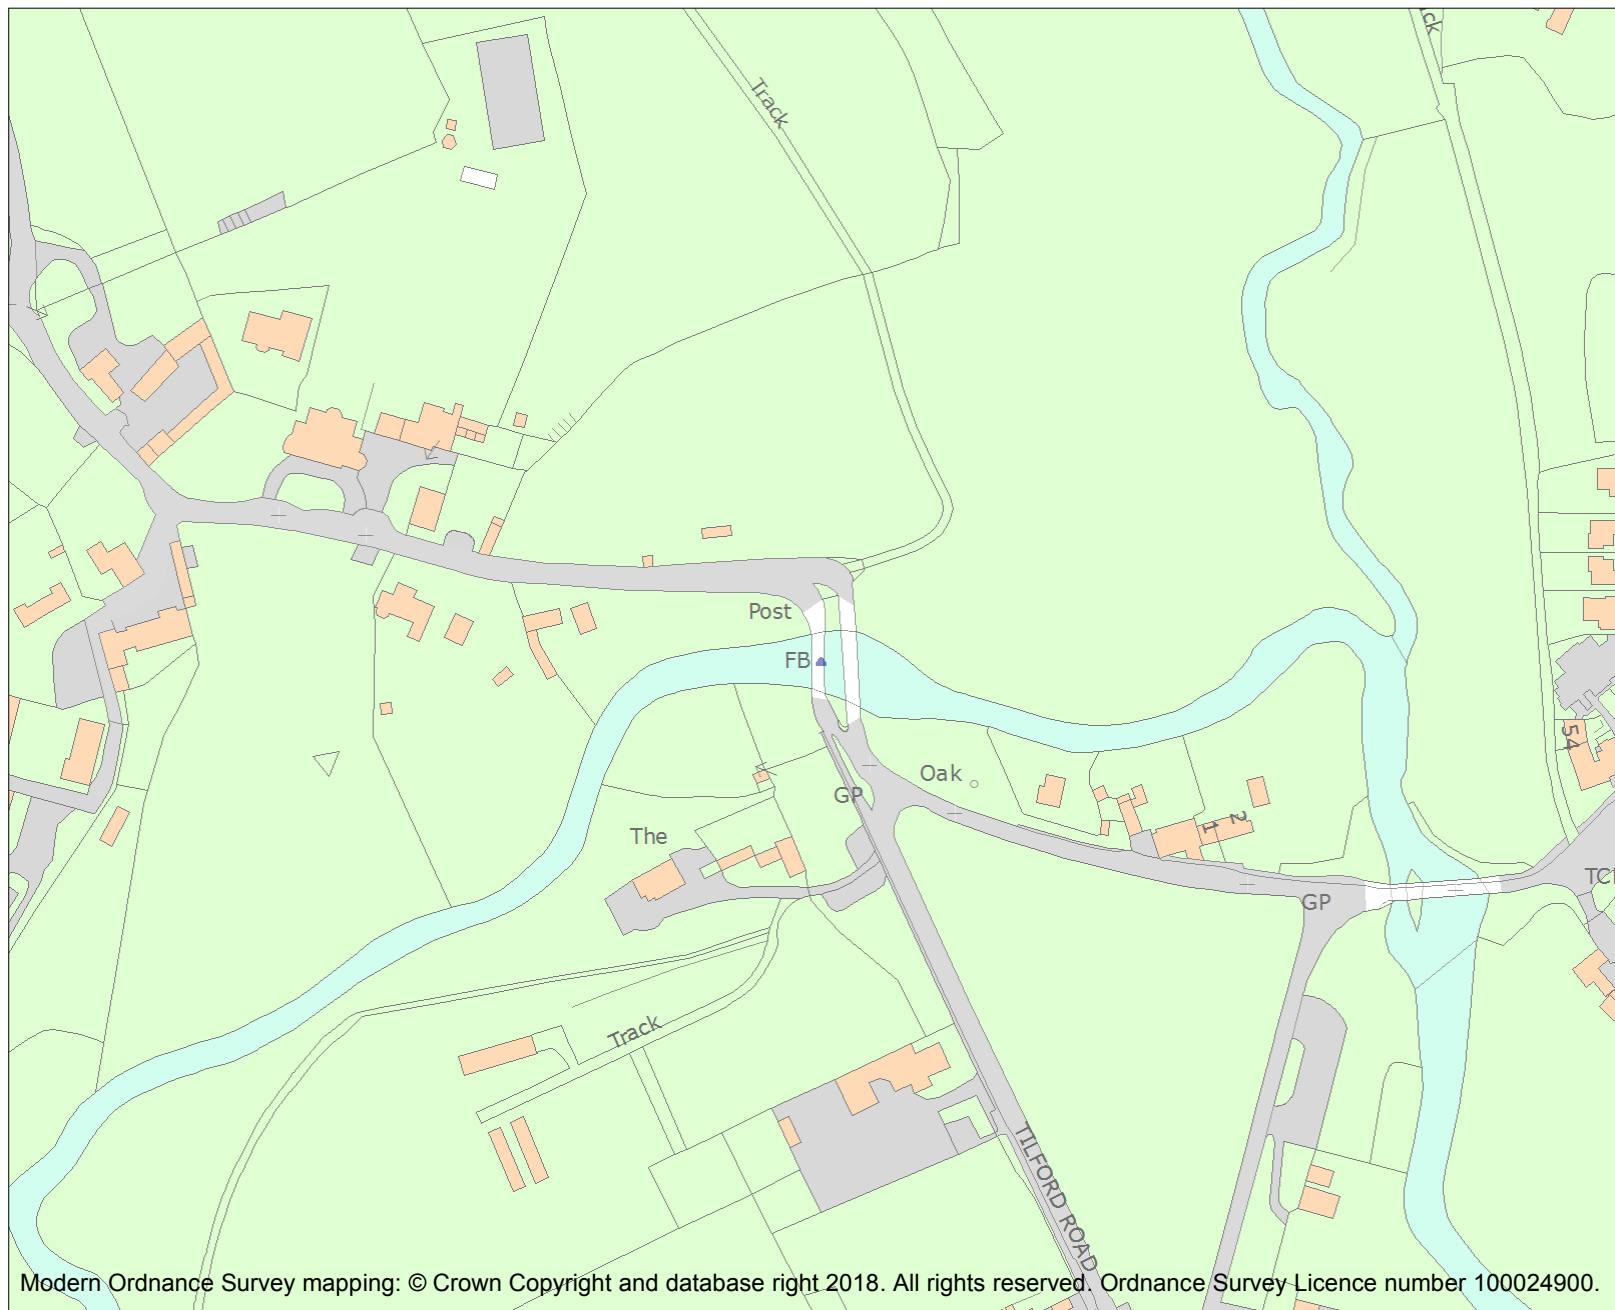 Track
Post
FB
54
Oak
GP
The
1
2
GP
Track
TILFORD ROAD
Modern Ordnance Survey mapping: © Crown Copyright and database right 2018. All rights reserved. Ordnance Survey Licence number 100024900.